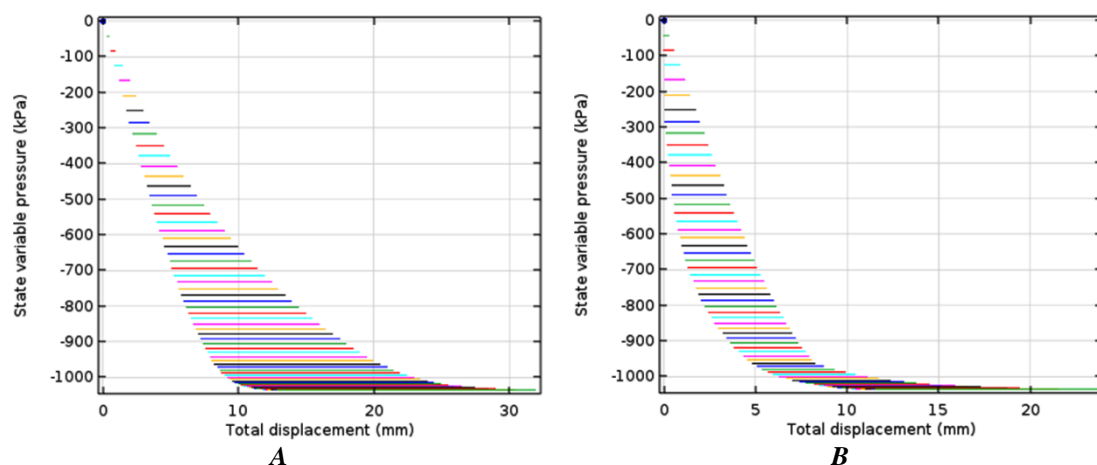 0
-100
-200
-300
-400
-500
-600
-700
-800
-900
-1000
State variable pressure (kPa)
0 10 20 30
Total displacement (mm)
A
0
-100
-200
-300
-400
-500
-600
-700
-800
-900
-1000
State variable pressure (kPa)
0 5 10 15 20
Total displacement (mm)
B